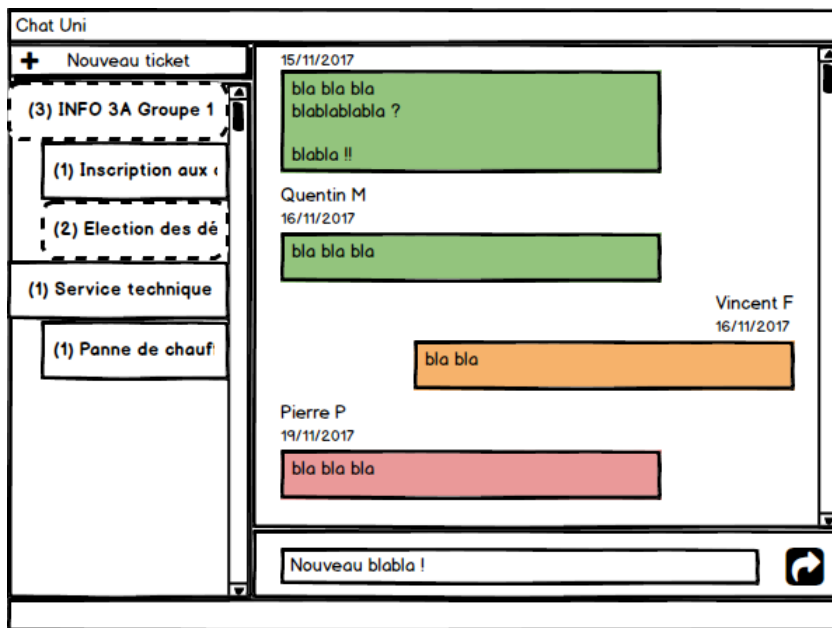 Chat Uni
+ Nouveau ticket
(3) INFO 3A Groupe 1
(1) Inscription aux
(2) Election des dé
(1) Service technique
(1) Panne de chauf
15/11/2017
bla bla bla
blablablabla ?
blabla !!
Quentin M
16/11/2017
bla bla bla
Vincent F
16/11/2017
bla bla
Pierre P
19/11/2017
bla bla bla
Nouveau blabla !